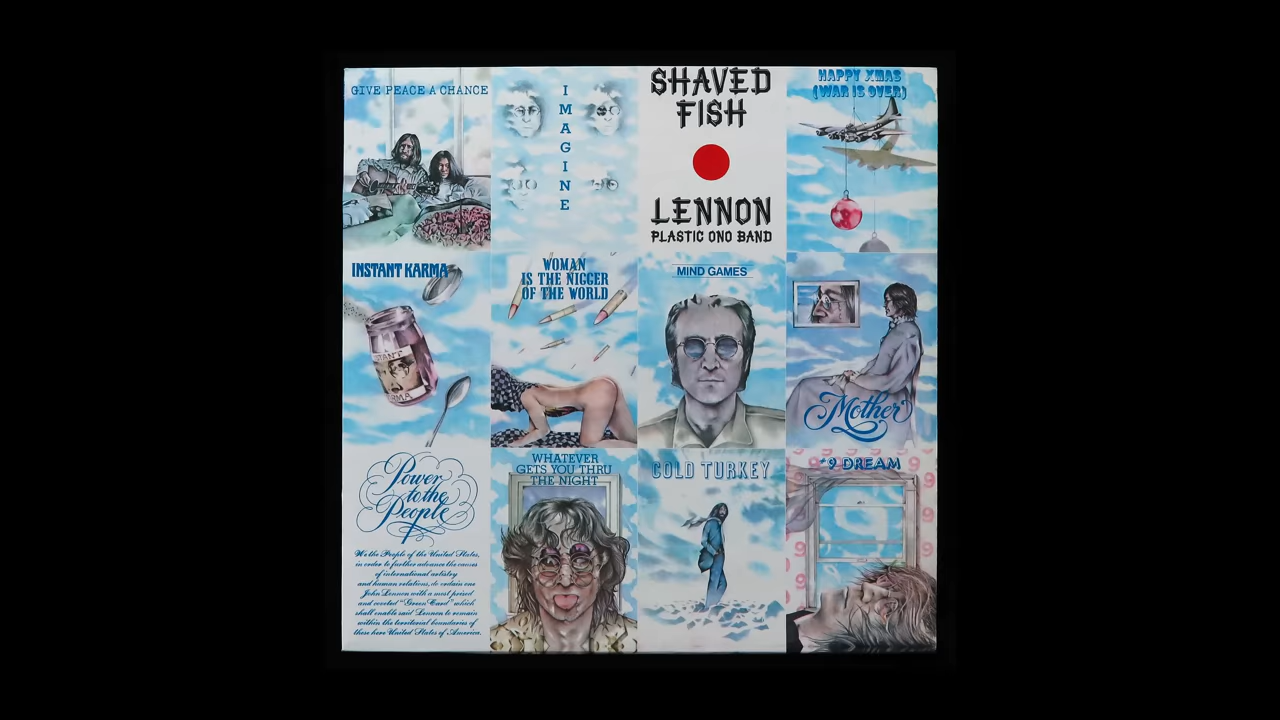 GIVE PEACE A CHANCE
IMAGINE
SHAVED
FISH
LENNON
PLASTIC ONO BAND
HAPPY XMAS
(WAR IS OVER)
INSTANT KARMA
WOMAN
IS THE NIGGER
OF THE WORLD
MIND GAMES
Mother
Power
to the
People
We the People of the United States,
in order to further advance the causes
of international artistry
and human relations, do ordain one
John Lennon with a most prized
and coveted "Green Card" which
shall enable said Lennon to remain
within the territorial boundaries of
these here United States of America.
WHATEVER
GETS YOU THRU
THE NIGHT
COLD TURKEY
#9 DREAM